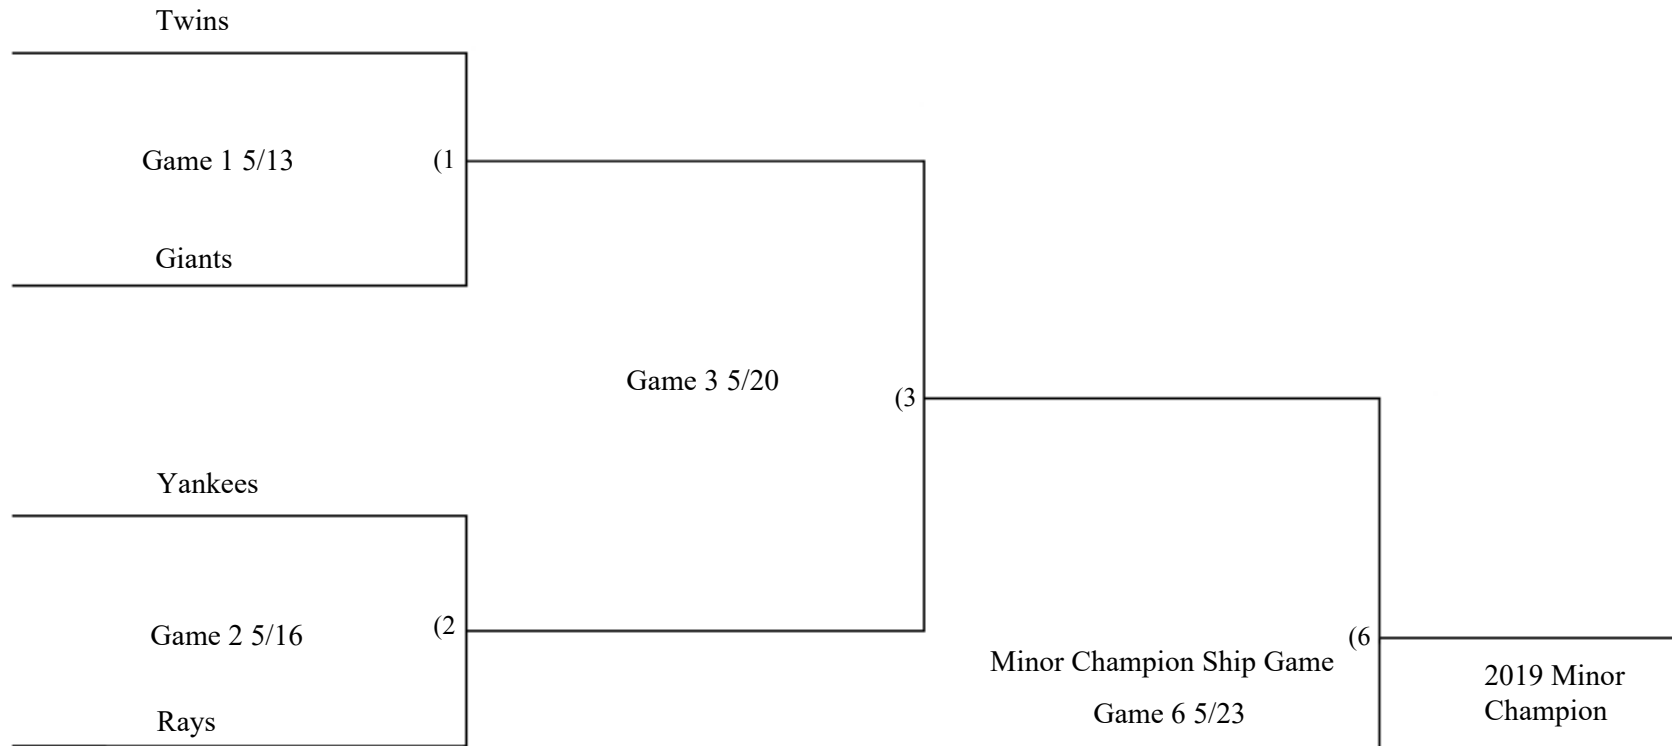 Twins
Game 1 5/13
(1
Giants
Game 3 5/20
(3
Yankees
Game 2 5/16
(2
Rays
Minor Champion Ship Game
Game 6 5/23
(6
2019 Minor
Champion